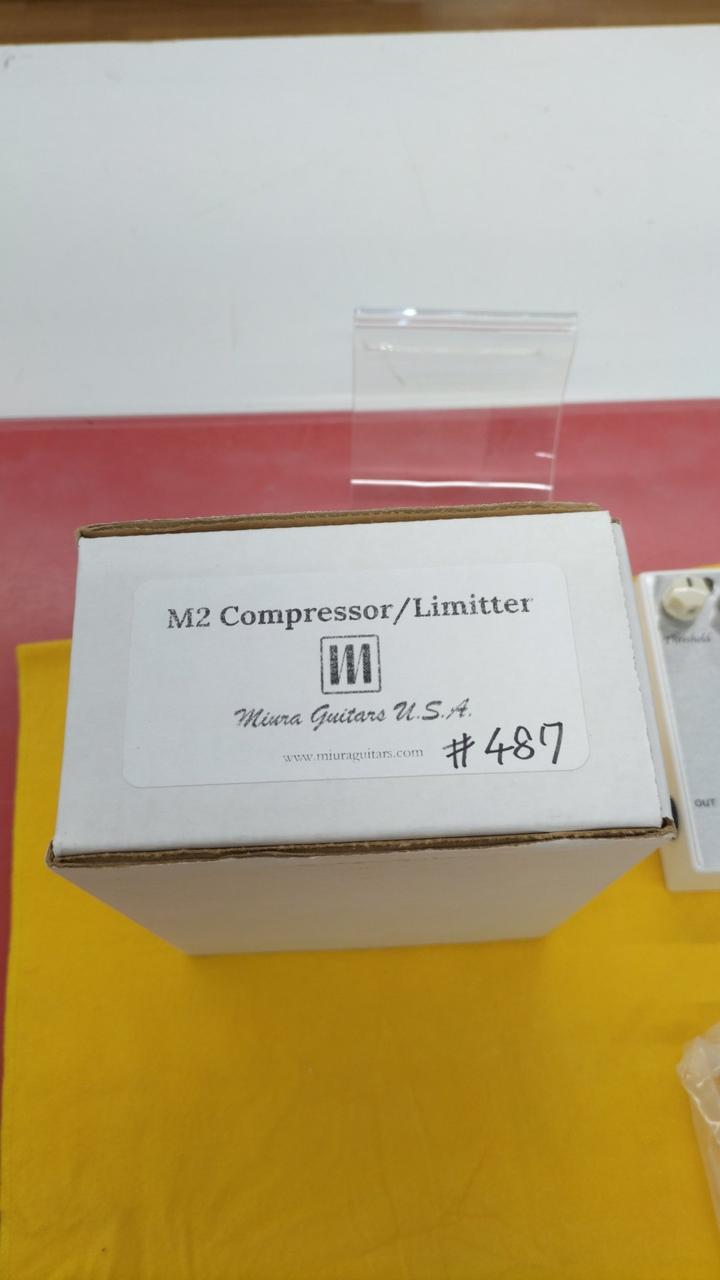 M2 Compressor/Limitter
M
Miura Guitars U.S.A.
www.miuraguitars.com
#487
Threshold
OUT